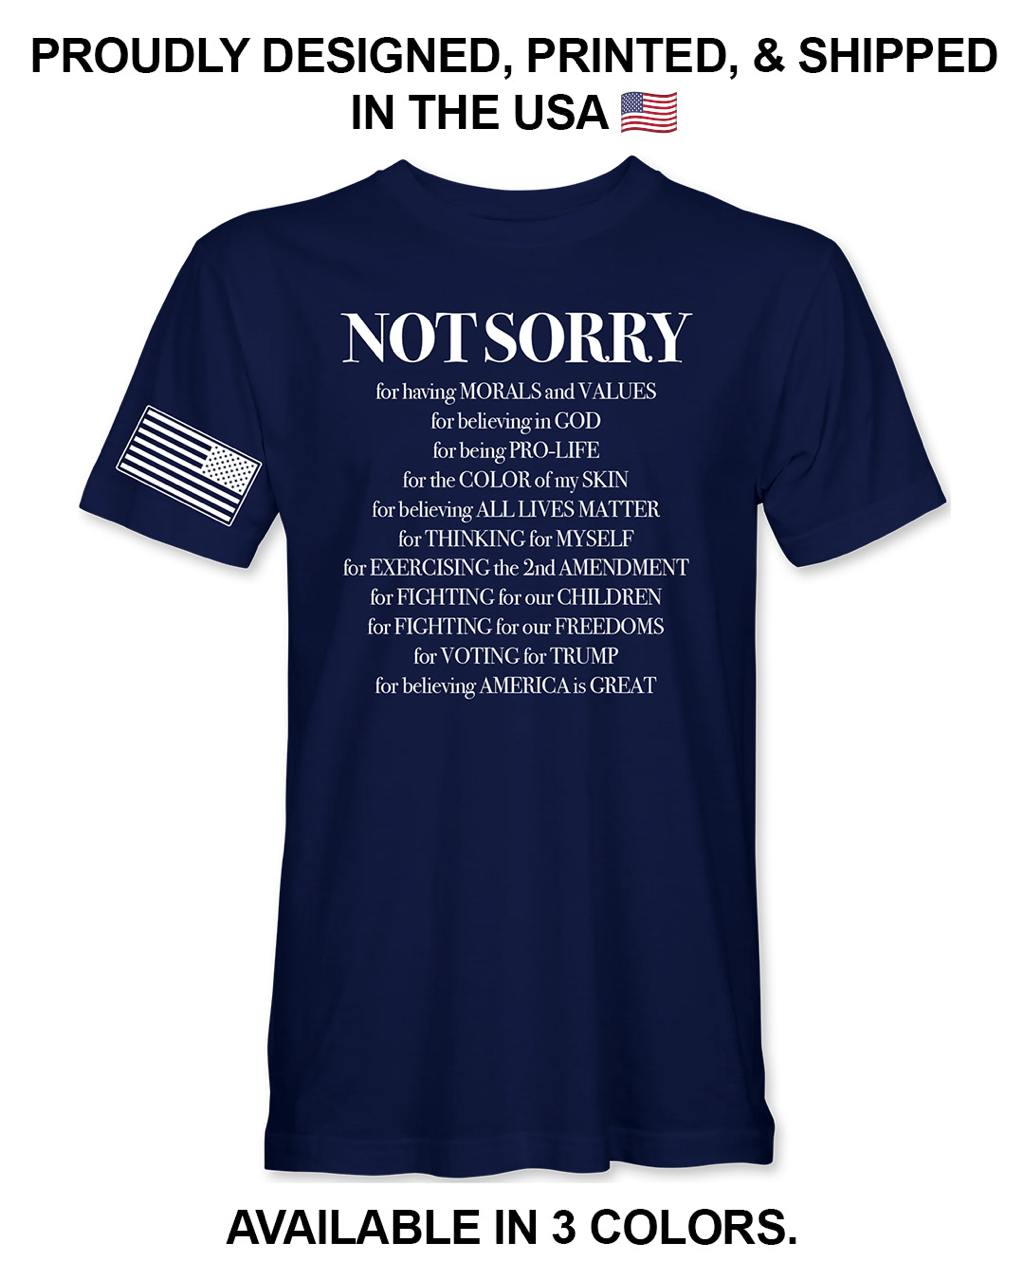 PROUDLY DESIGNED, PRINTED, & SHIPPED
IN THE USA 🇺🇸
NOT SORRY
for having MORALS and VALUES
for believing in GOD
for being PRO-LIFE
for the COLOR of my SKIN
for believing ALL LIVES MATTER
for THINKING for MYSELF
for EXERCISING the 2nd AMENDMENT
for FIGHTING for our CHILDREN
for FIGHTING for our FREEDOMS
for VOTING for TRUMP
for believing AMERICA is GREAT
AVAILABLE IN 3 COLORS.